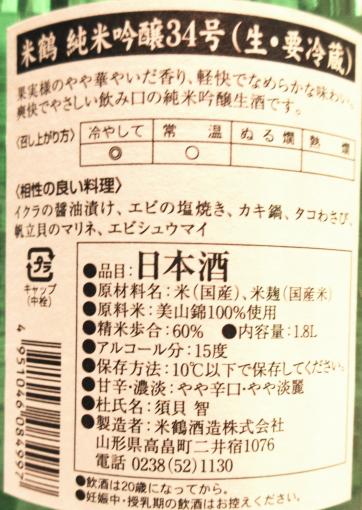 米鶴 純米吟醸34号(生・要冷蔵)
果実様のやや華やいだ香り、軽快でなめらかな味わい。
爽快でやさしい飲み口の純米吟醸生酒です。
〈召し上がり方〉 冷やして 常温 ぬる燗 熱燗
◎ ○
〈相性の良い料理〉
イクラの醤油漬け、エビの塩焼き、カキ鍋、タコわさび、
帆立貝のマリネ、エビシュウマイ
プラ
キャップ
(中栓)
●品目:日本酒
●原材料名:米(国産)、米麹(国産米)
●原料米:美山錦100%使用
●精米歩合:60% ●内容量:1.8L
●アルコール分:15度
●保存方法:10℃以下で保存してください。
●甘辛・濃淡:やや辛口・やや淡麗
●杜氏名:須貝 智
●製造者:米鶴酒造株式会社
山形県高畠町二井宿1076
電話 0238(52)1130
4951046084997
●飲酒は20歳になってから。
●妊娠中・授乳期の飲酒はお控えください。